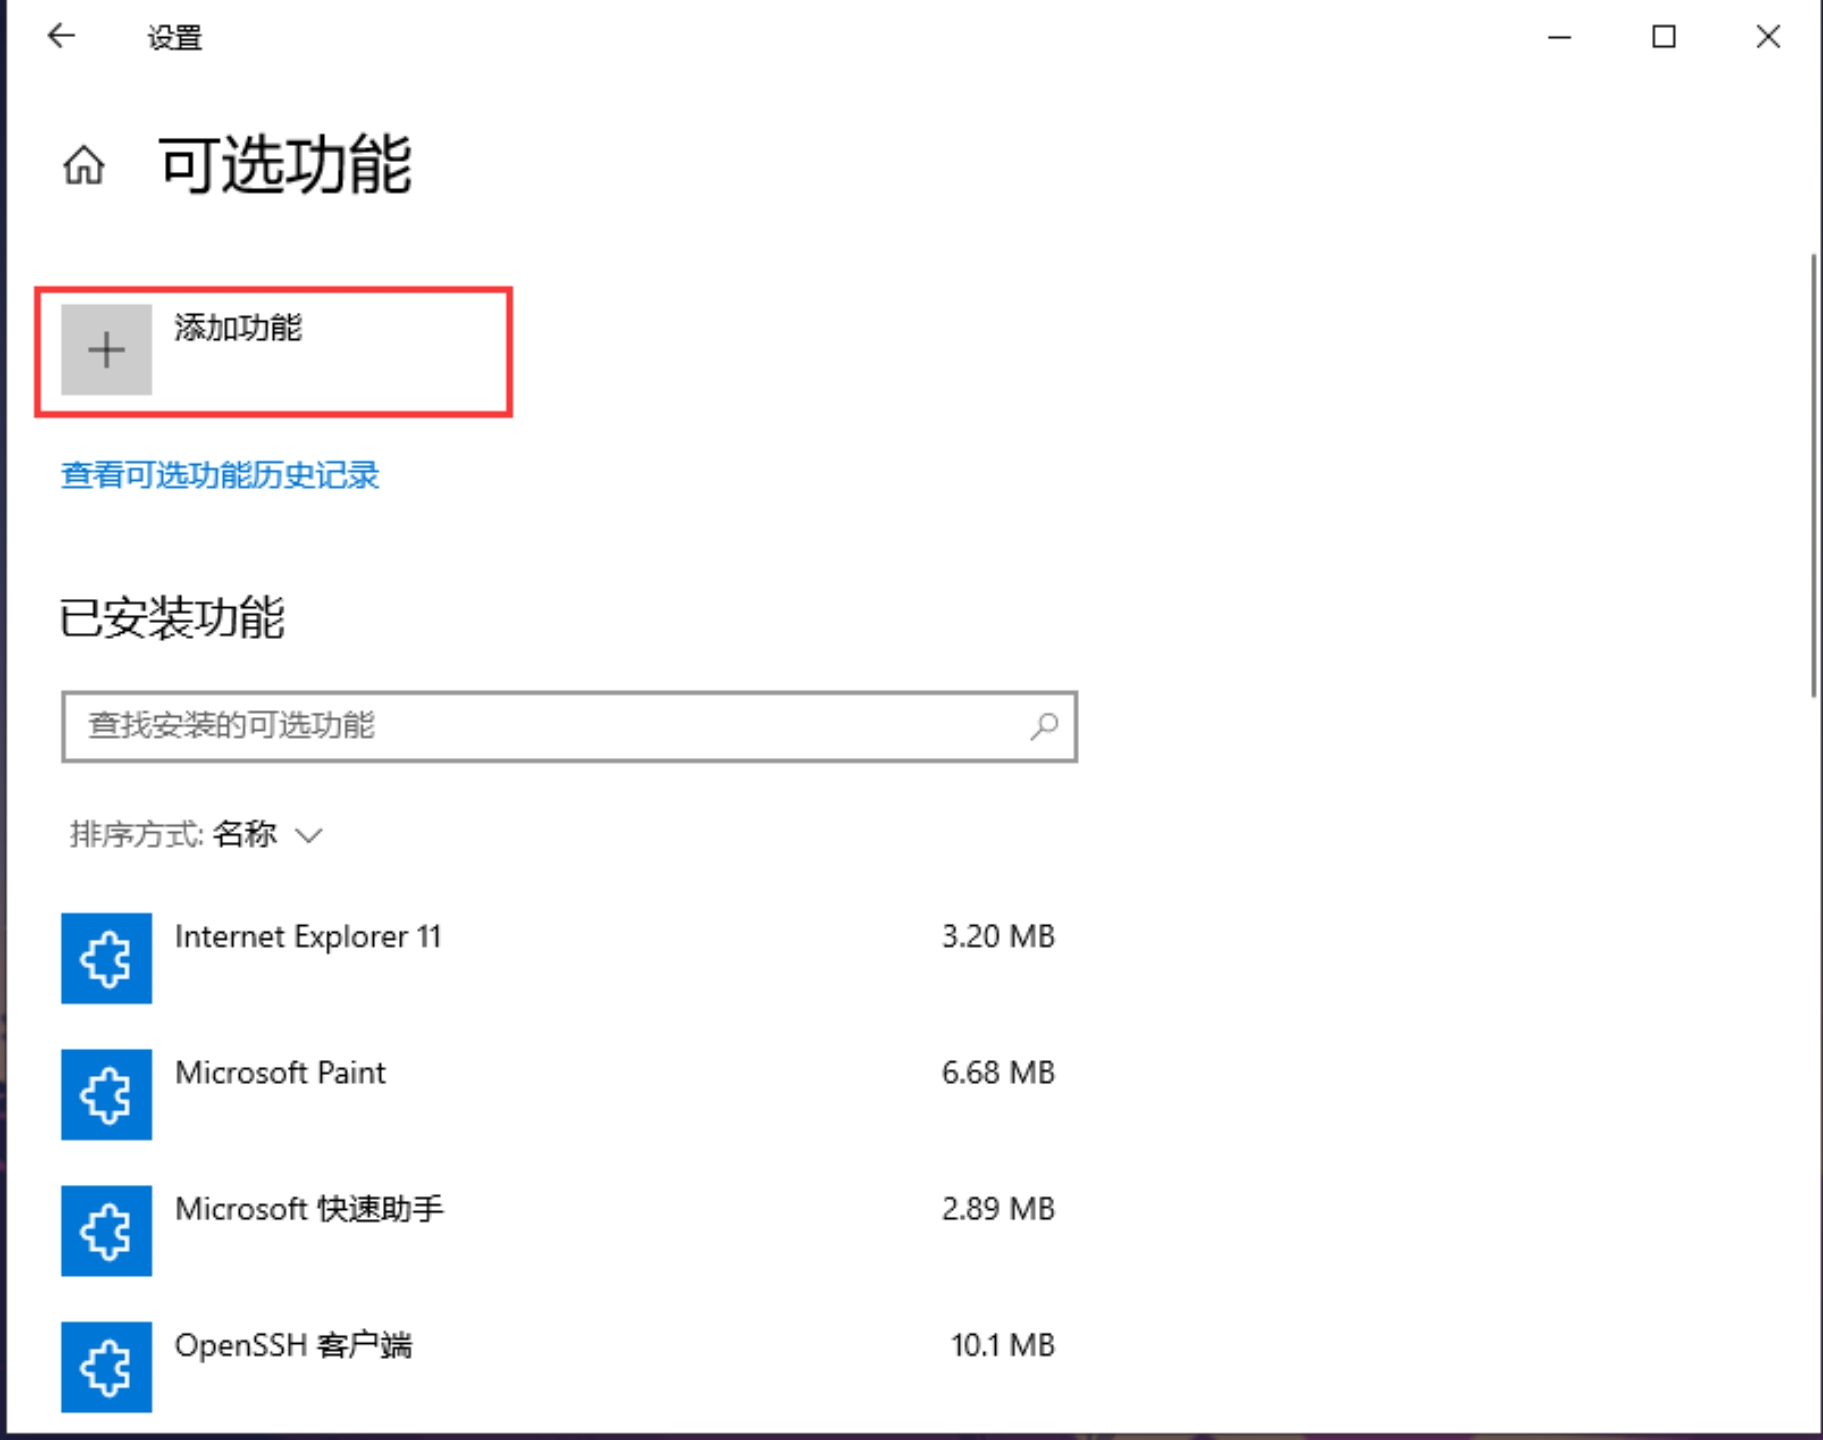 设置
可选功能
添加功能
查看可选功能历史记录
已安装功能
查找安装的可选功能
排序方式: 名称
Internet Explorer 11 3.20 MB
Microsoft Paint 6.68 MB
Microsoft 快速助手 2.89 MB
OpenSSH 客户端 10.1 MB